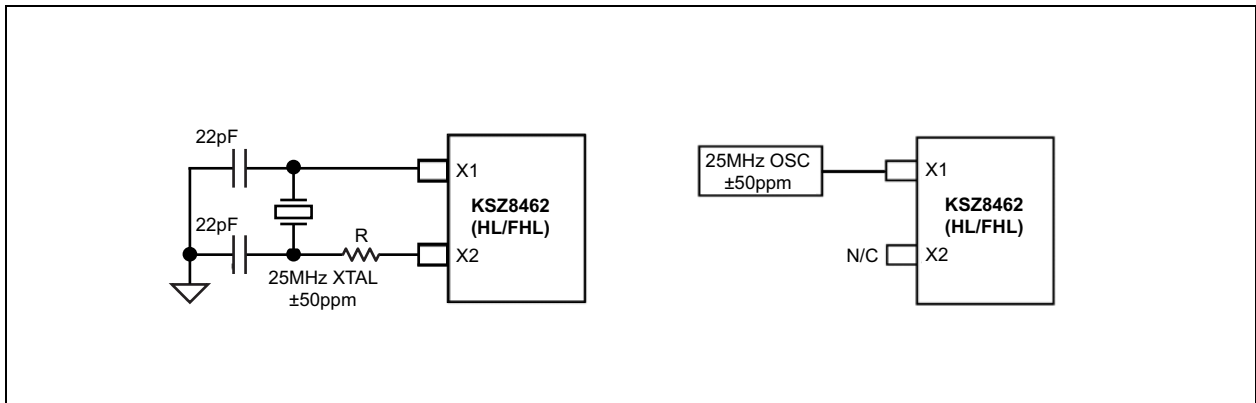 22pF
X1
KSZ8462
(HL/FHL)
22pF
R
X2
25MHz XTAL
±50ppm
25MHz OSC
±50ppm
X1
KSZ8462
(HL/FHL)
N/C
X2